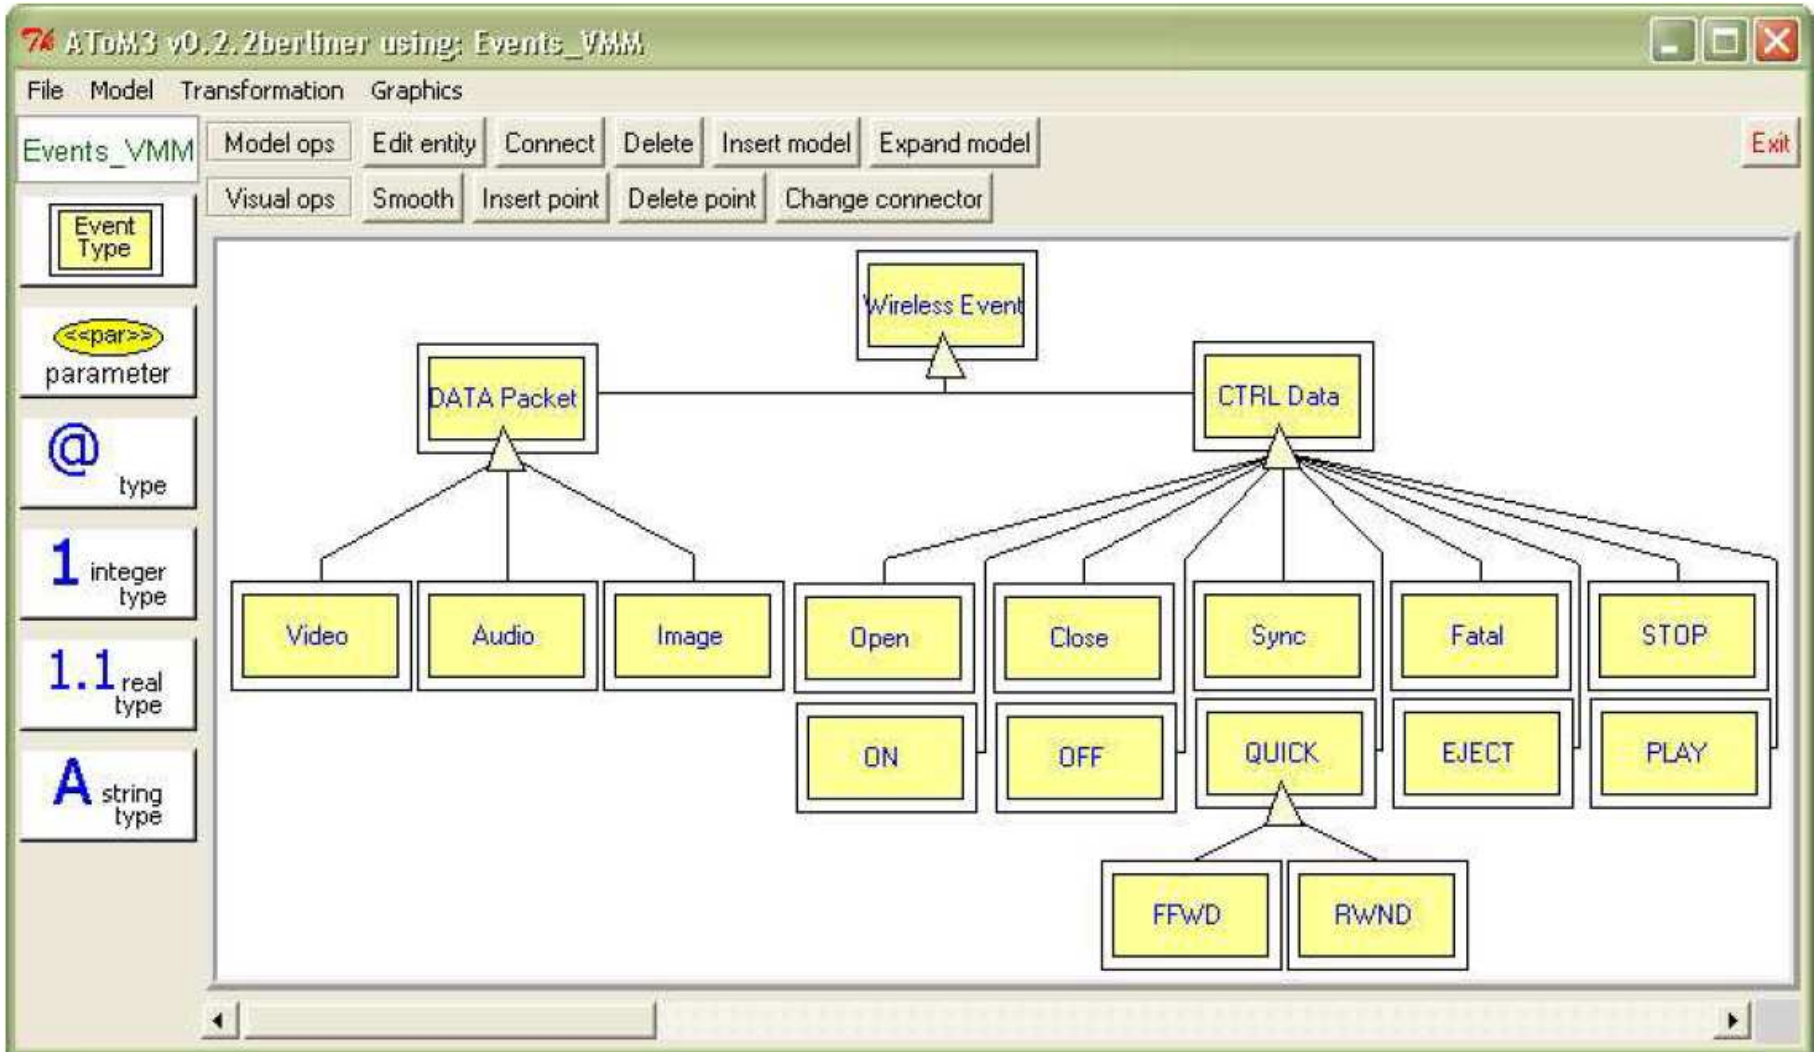 AToM3 v0.2.2berliner using: Events_VMM
File Model Transformation Graphics
Events_VMM
Model ops Edit entity Connect Delete Insert model Expand model Exit
Visual ops Smooth Insert point Delete point Change connector
Event
Type
<<par>>
parameter
@ type
1 integer
type
1.1 real
type
A string
type
Wireless Event
DATA Packet CTRL Data
Video Audio Image Open Close Sync Fatal STOP
ON OFF QUICK EJECT PLAY
FFWD RWND